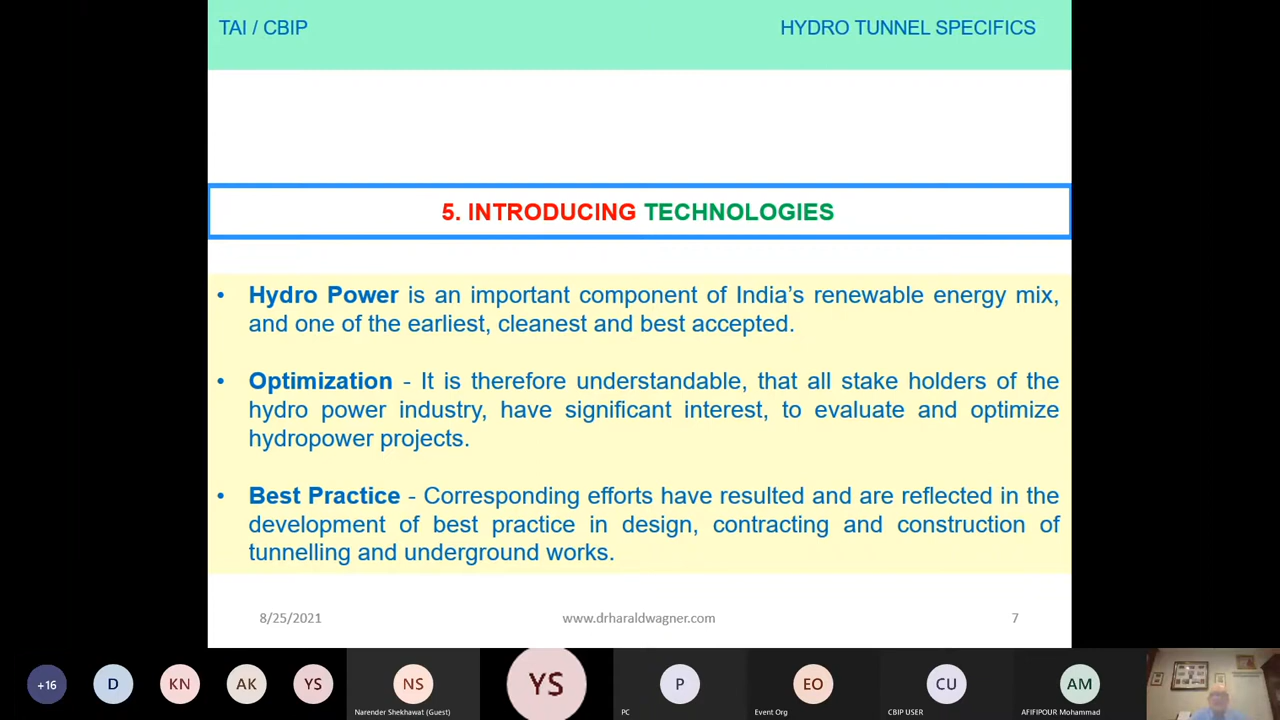 TAI / CBIP
HYDRO TUNNEL SPECIFICS
5. INTRODUCING TECHNOLOGIES
• Hydro Power is an important component of India’s renewable energy mix,
and one of the earliest, cleanest and best accepted.
• Optimization - It is therefore understandable, that all stake holders of the
hydro power industry, have significant interest, to evaluate and optimize
hydropower projects.
• Best Practice - Corresponding efforts have resulted and are reflected in the
development of best practice in design, contracting and construction of
tunnelling and underground works.
8/25/2021
www.drharaldwagner.com
7
+16
D
KN
AK
YS
NS
Narender Shekhawat (Guest)
YS
P
PC
EO
Event Org
CU
CBIP USER
AM
AFIFIPOUR Mohammad